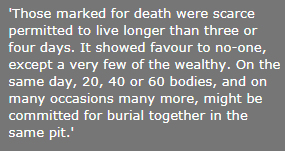 'Those marked for death were scarce
permitted to live longer than three or
four days. It showed favour to no-one,
except a very few of the wealthy. On the
same day, 20, 40 or 60 bodies, and on
many occasions many more, might be
committed for burial together in the
same pit.'